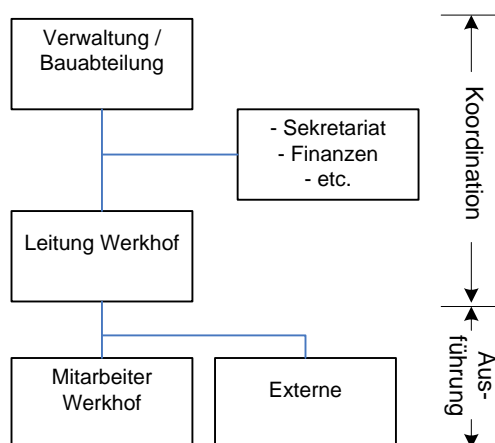 Verwaltung /
Bauabteilung
- Sekretariat
- Finanzen
- etc.
Koordination
Leitung Werkhof
Mitarbeiter
Werkhof
Externe
Aus-
führung